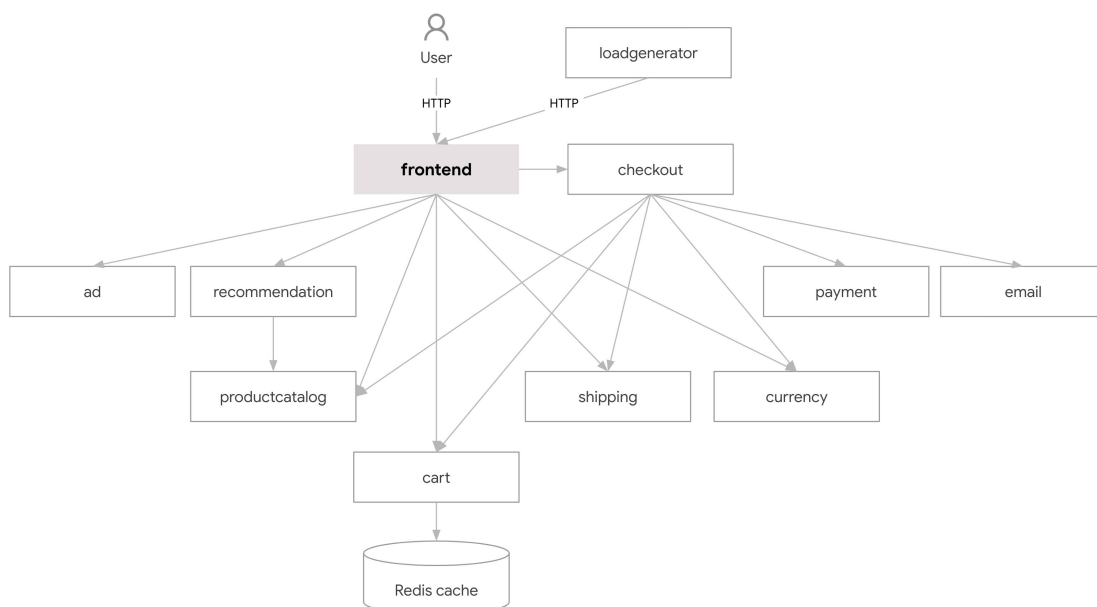 User
loadgenerator
HTTP
HTTP
frontend
checkout
ad
recommendation
payment
email
productcatalog
shipping
currency
cart
Redis cache